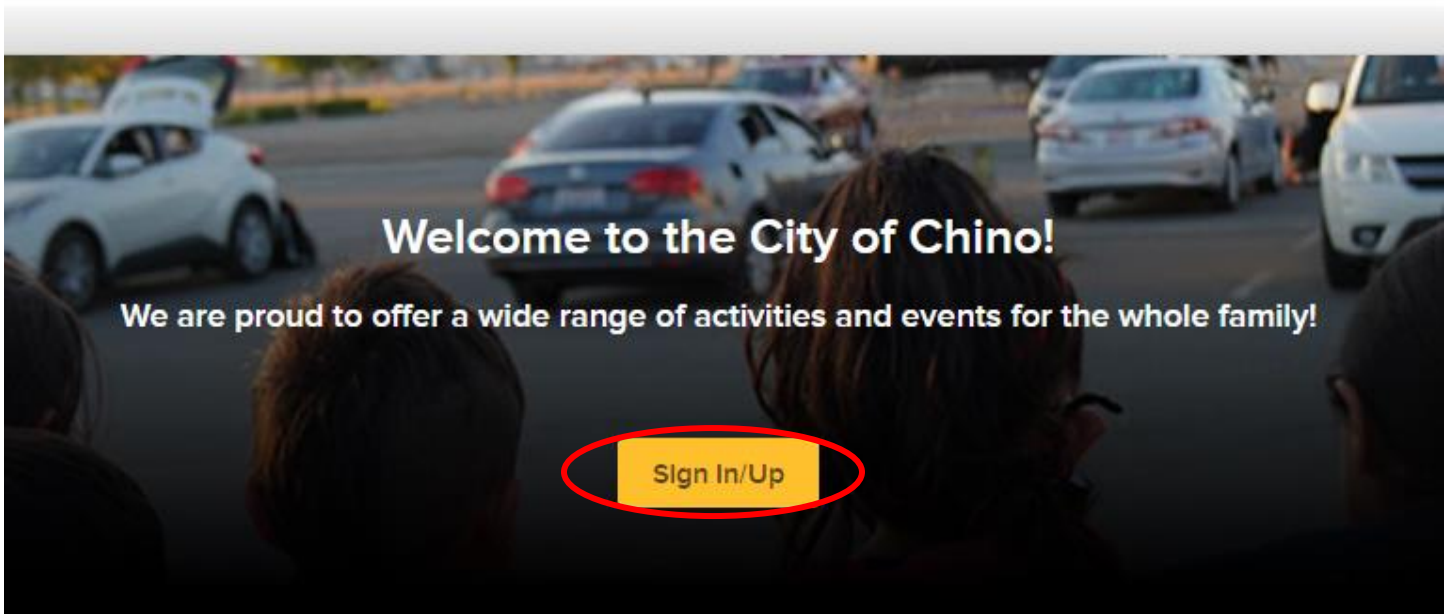 Welcome to the City of Chino!
We are proud to offer a wide range of activities and events for the whole family!
Sign In/Up